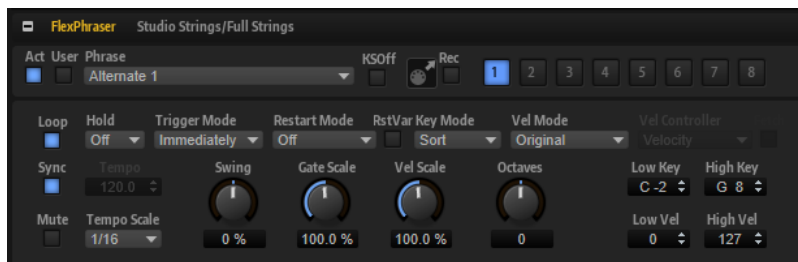 FlexPhraser Studio Strings/Full Strings
Act User Phrase KSOff Rec
Alternate 1 1 2 3 4 5 6 7 8
Loop Hold Trigger Mode Restart Mode RstVar Key Mode Vel Mode Vel Controller
Off Immediately Off Sort Original Velocity
Sync Tempo Swing Gate Scale Vel Scale Octaves Low Key High Key
120.0 C -2 G 8
Mute Tempo Scale Low Vel High Vel
1/16 0 % 100.0 % 100.0 % 0 0 127